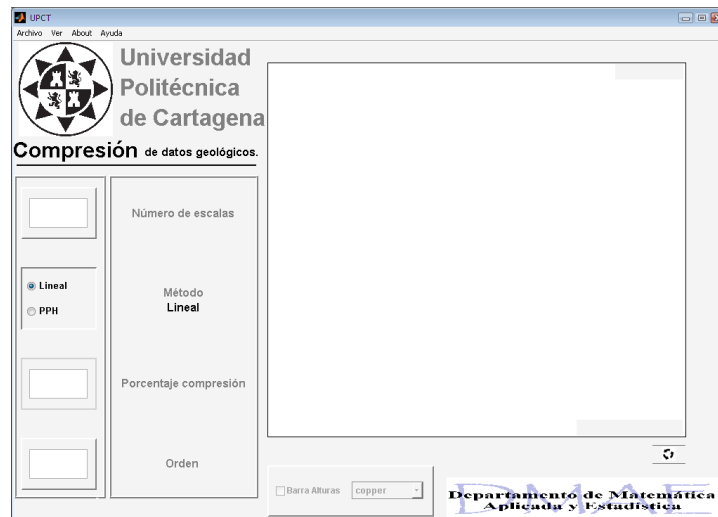 UPCT
Archivo Ver About Ayuda
Universidad
Politécnica
de Cartagena
Compresión de datos geológicos.
Número de escalas
Lineal
PPH
Método
Lineal
Porcentaje compresión
Orden
Barra Alturas copper
DMAE
Departamento de Matemática
Aplicada y Estadística